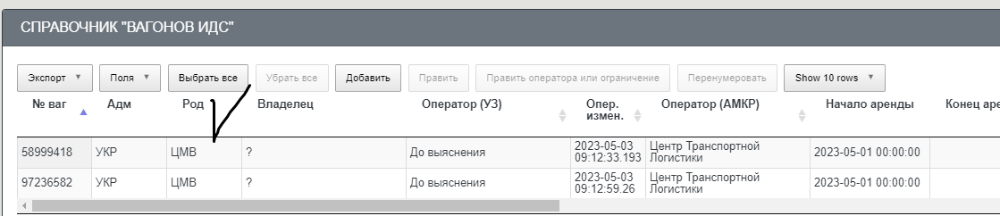 СПРАВОЧНИК "ВАГОНОВ ИДС"
Экспорт Поля Выбрать все Убрать все Добавить Править Править оператора или ограничение Перенумеровать Show 10 rows
№ ваг Адм Род Владелец Оператор (УЗ) Опер. измен. Оператор (АМКР) Начало аренды Конец аре
58999418 УКР ЦМВ ? До выяснения 2023-05-03 09:12:33.193 Центр Транспортной Логистики 2023-05-01 00:00:00
97236582 УКР ЦМВ ? До выяснения 2023-05-03 09:12:59.26 Центр Транспортной Логистики 2023-05-01 00:00:00